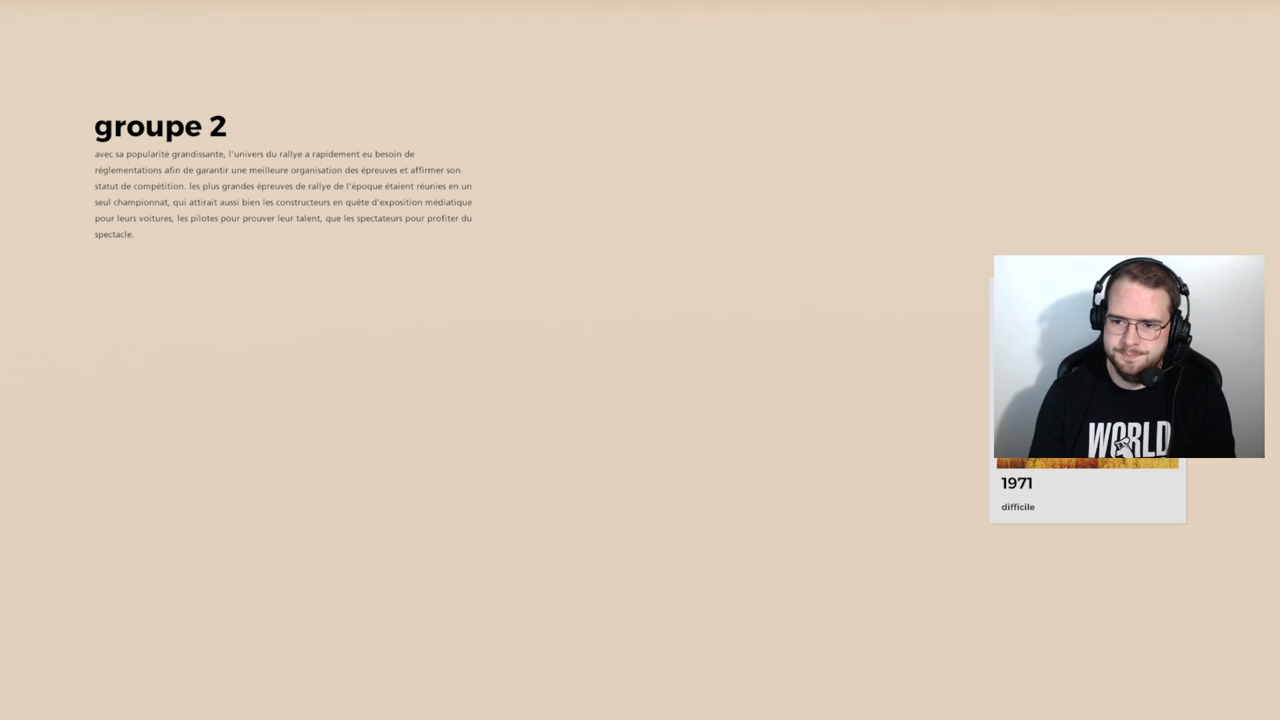 groupe 2
avec sa popularité grandissante, l'univers du rallye a rapidement eu besoin de
réglementations afin de garantir une meilleure organisation des épreuves et affirmer son
statut de compétition. les plus grandes épreuves de rallye de l'époque étaient réunies en un
seul championnat, qui attirait aussi bien les constructeurs en quête d'exposition médiatique
pour leurs voitures, les pilotes pour prouver leur talent, que les spectateurs pour profiter du
spectacle.
WORLD
1971
difficile